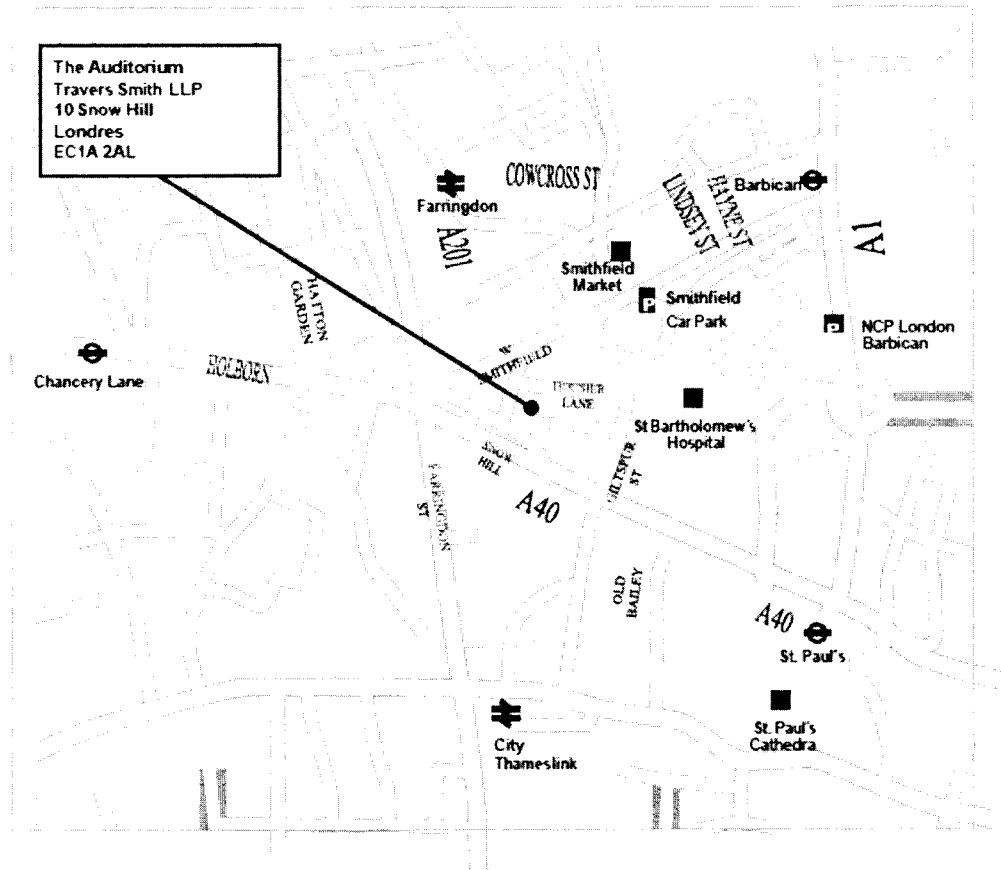 The Auditorium
Travers Smith LLP
10 Snow Hill
Londres
EC1A 2AL
COWCROSS ST
Farringdon
A201
LINDSEY ST
HAYNE ST
Barbican
A1
Smithfield
Market
P
Smithfield
Car Park
P
NCP London
Barbican
HATTON
GARDEN
Chancery Lane
HOLBORN
W
SMITHFIELD
LANE
St Bartholomew's
Hospital
SNOW
HILL
GILTSPUR
ST
FARRINGDON
ST
A40
OLD
BAILEY
A40
St. Paul's
St. Paul's
Cathedra
City
Thameslink